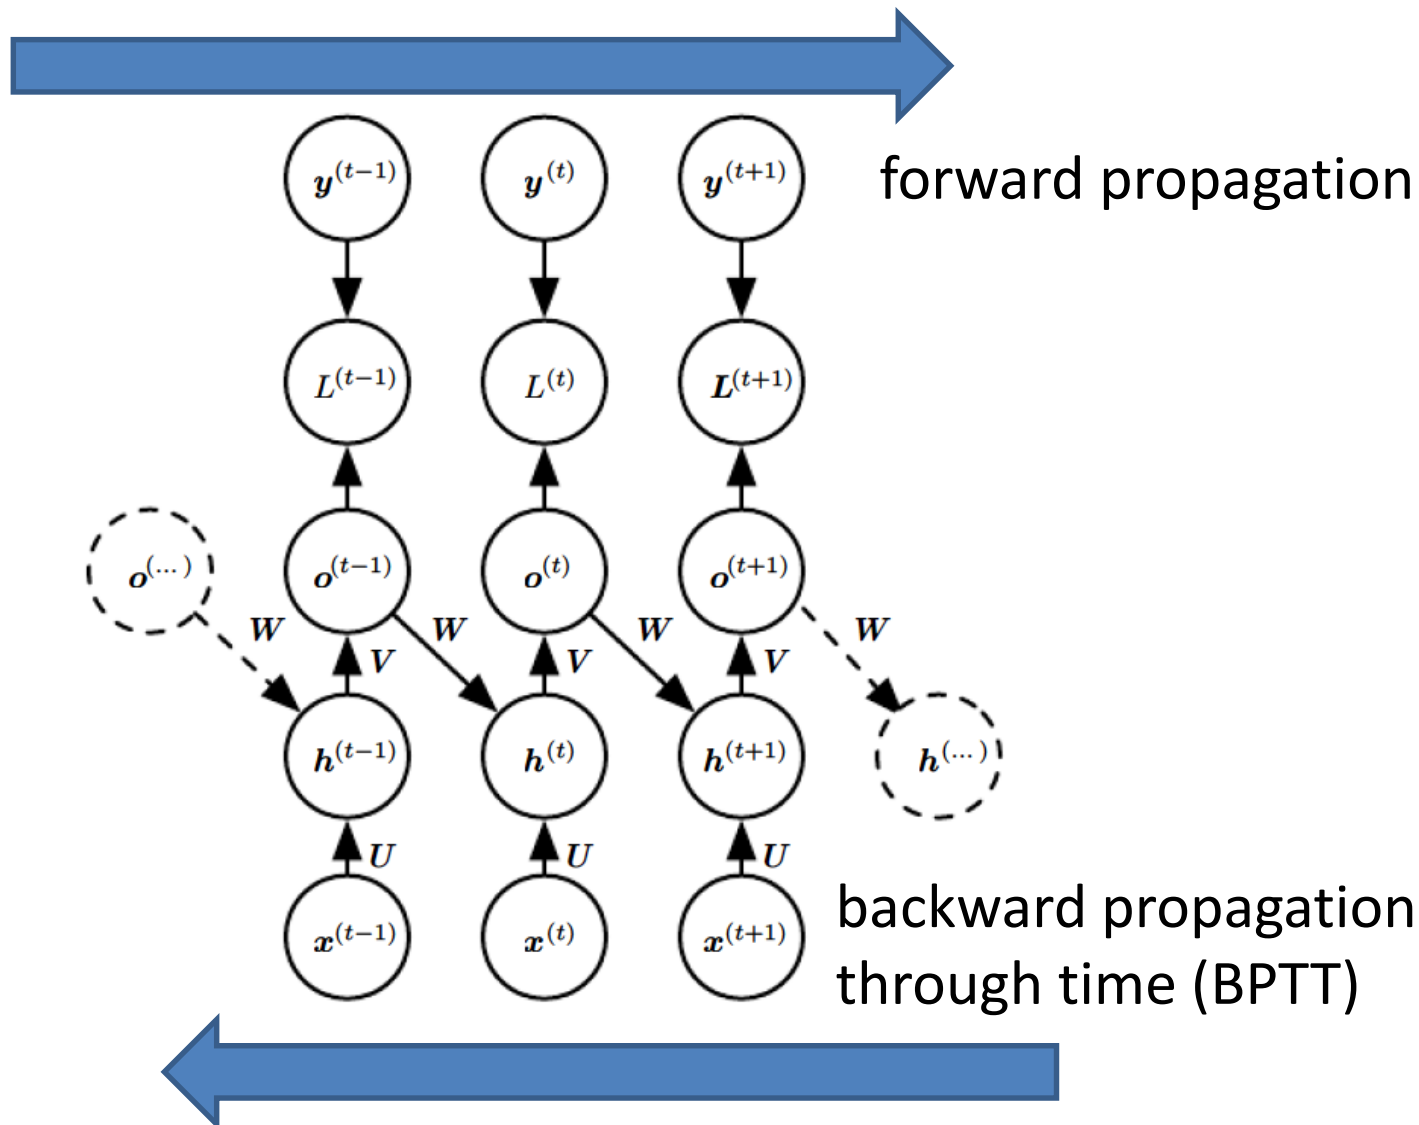 y^(t−1) y^(t) y^(t+1)
forward propagation
L^(t−1) L^(t) L^(t+1)
o^(...) o^(t−1) o^(t) o^(t+1)
W W W W
V V V
h^(t−1) h^(t) h^(t+1) h^(...)
U U U
x^(t−1) x^(t) x^(t+1)
backward propagation
through time (BPTT)